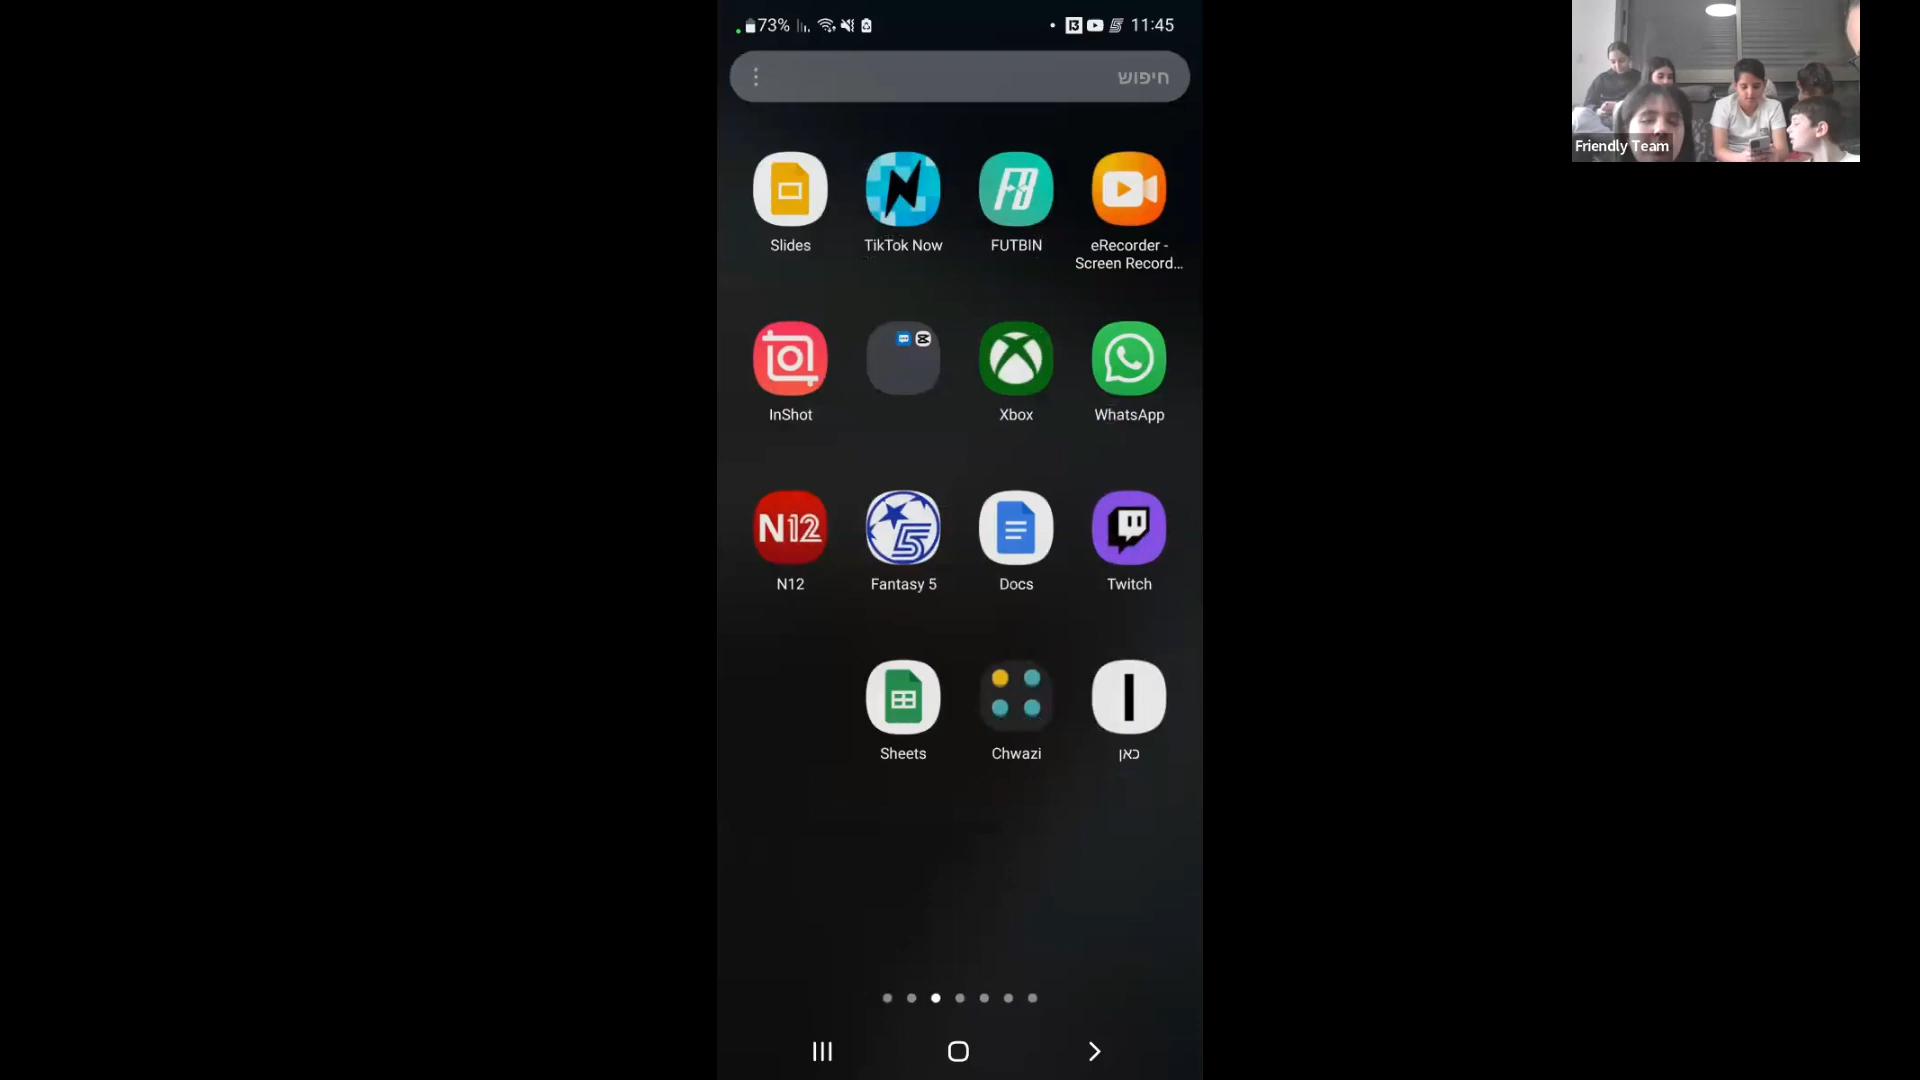 73%
11:45
חיפוש
Slides
TikTok Now
FUTBIN
eRecorder -
Screen Record...
InShot
Xbox
WhatsApp
N12
N12
5
Fantasy 5
Docs
Twitch
Sheets
Chwazi
כאן
Friendly Team